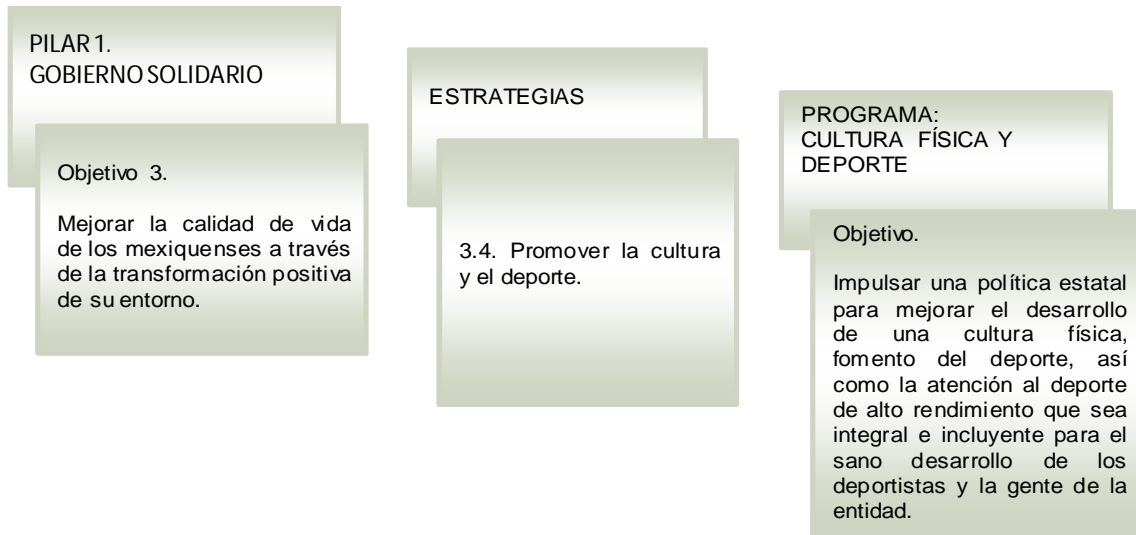 PILAR 1.
GOBIERNO SOLIDARIO
Objetivo 3.
Mejorar la calidad de vida
de los mexiquenses a través
de la transformación positiva
de su entorno.
ESTRATEGIAS
3.4. Promover la cultura
y el deporte.
PROGRAMA:
CULTURA FÍSICA Y
DEPORTE
Objetivo.
Impulsar una política estatal
para mejorar el desarrollo
de una cultura física,
fomento del deporte, así
como la atención al deporte
de alto rendimiento que sea
integral e incluyente para el
sano desarrollo de los
deportistas y la gente de la
entidad.